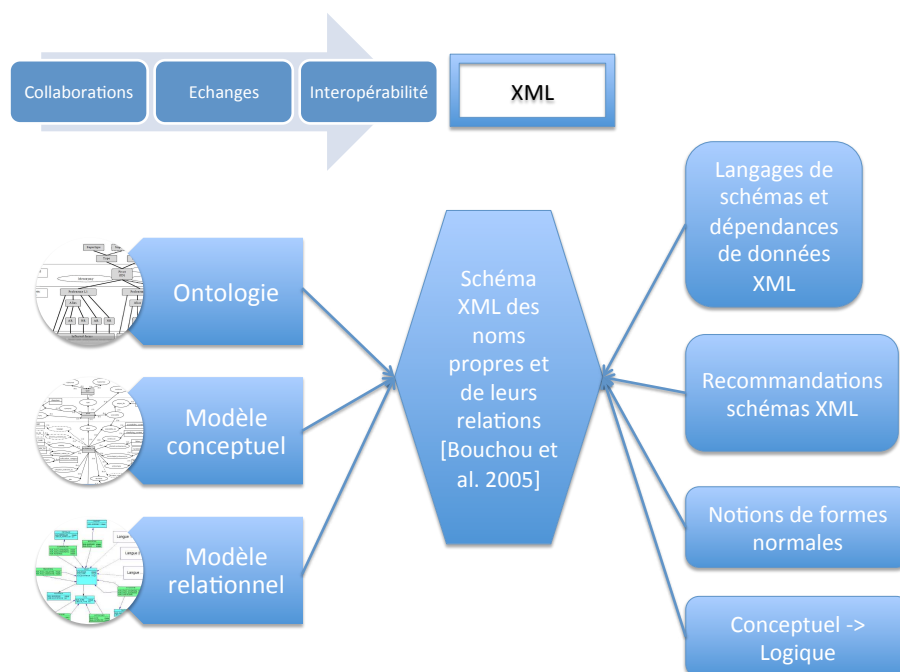 Collaborations
Echanges
Interopérabilité
XML
Ontologie
Modèle
conceptuel
Modèle
relationnel
Schéma
XML des
noms
propres et
de leurs
relations
[Bouchou et
al. 2005]
Langages de
schémas et
dépendances
de données
XML
Recommandations
schémas XML
Notions de formes
normales
Conceptuel ->
Logique